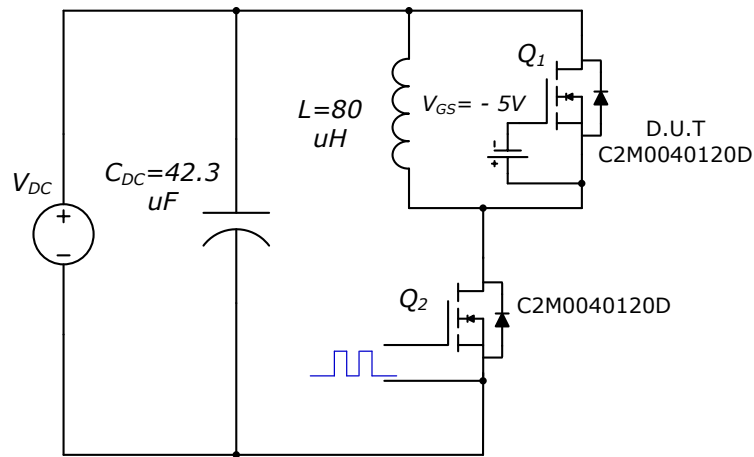 Q1
L=80
uH
VGS= - 5V
D.U.T
C2M0040120D
CDC=42.3
uF
VDC
Q2
C2M0040120D